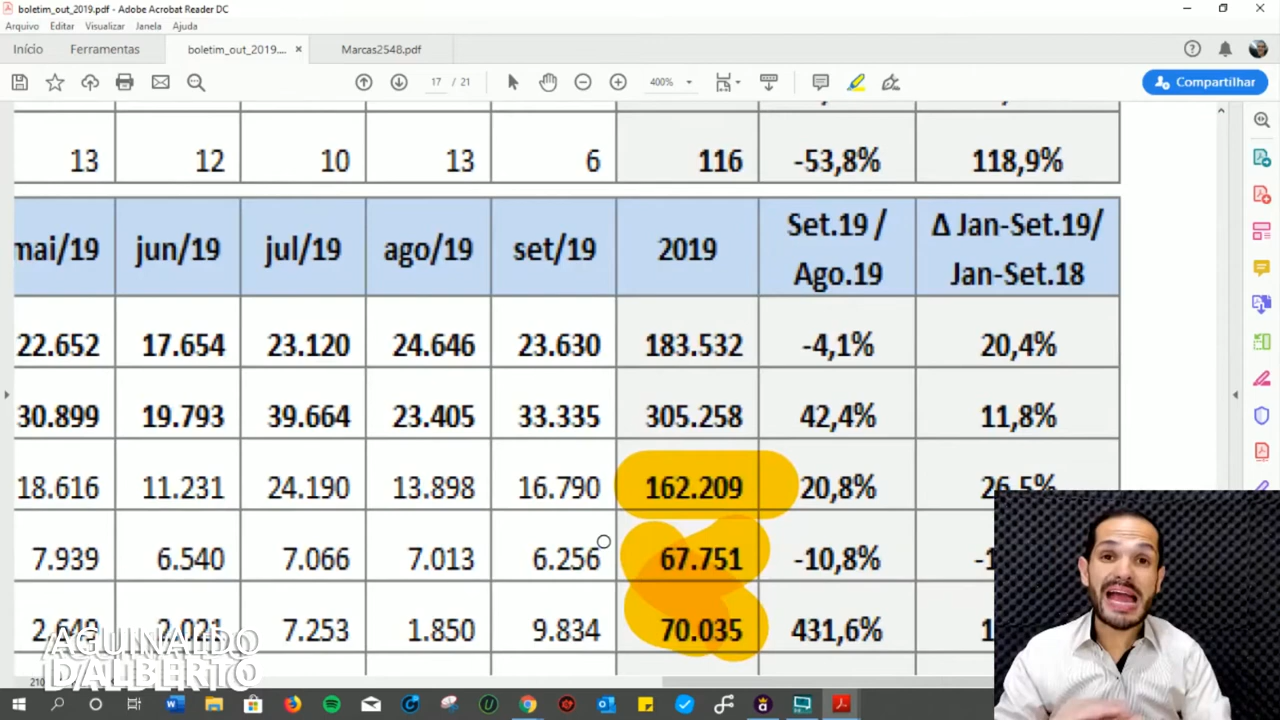 boletim_out_2019.pdf - Adobe Acrobat Reader DC
Arquivo Editar Visualizar Janela Ajuda
Início Ferramentas boletim_out_2019.... × Marcas2548.pdf
17 / 21 400% Compartilhar
13 12 10 13 6 116 -53,8% 118,9%
mai/19 jun/19 jul/19 ago/19 set/19 2019 Set.19 / Ago.19 Δ Jan-Set.19/ Jan-Set.18
22.652 17.654 23.120 24.646 23.630 183.532 -4,1% 20,4%
30.899 19.793 39.664 23.405 33.335 305.258 42,4% 11,8%
18.616 11.231 24.190 13.898 16.790 162.209 20,8% 26,5%
7.939 6.540 7.066 7.013 6.256 67.751 -10,8%
7.253 1.850 9.834 70.035 431,6%
AGUINALDO
DALBERTO